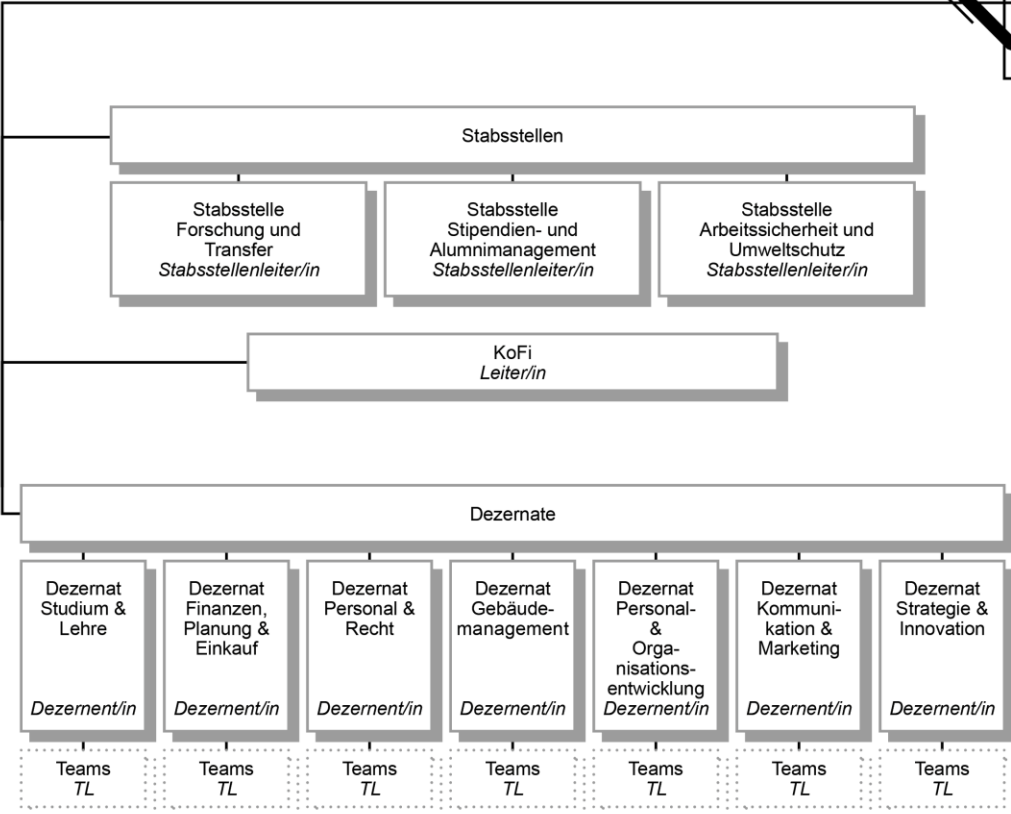 Stabsstellen
Stabsstelle
Forschung und
Transfer
Stabsstellenleiter/in
Stabsstelle
Stipendien- und
Alumnimanagement
Stabsstellenleiter/in
Stabsstelle
Arbeitssicherheit und
Umweltschutz
Stabsstellenleiter/in
KoFi
Leiter/in
Dezernate
Dezernat
Studium &
Lehre
Dezernent/in
Dezernat
Finanzen,
Planung &
Einkauf
Dezernent/in
Dezernat
Personal &
Recht
Dezernent/in
Dezernat
Gebäude-
management
Dezernent/in
Dezernat
Personal-
&
Orga-
nisations-
entwicklung
Dezernent/in
Dezernat
Kommuni-
kation &
Marketing
Dezernent/in
Dezernat
Strategie &
Innovation
Dezernent/in
Teams
TL
Teams
TL
Teams
TL
Teams
TL
Teams
TL
Teams
TL
Teams
TL